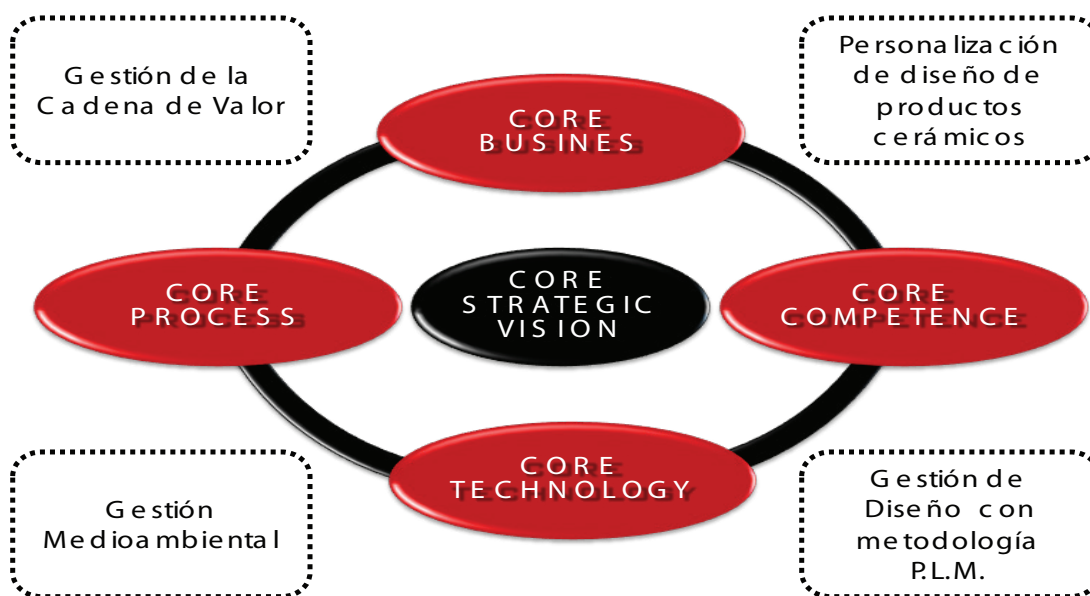 Gestión de la
Cadena de Valor
Personalización
de diseño de
productos
cerámicos
CORE
BUSINES
CORE
PROCESS
CORE
STRATEGIC
VISION
CORE
COMPETENCE
CORE
TECHNOLOGY
Gestión
Medioambiental
Gestión de
Diseño con
metodología
P.L.M.